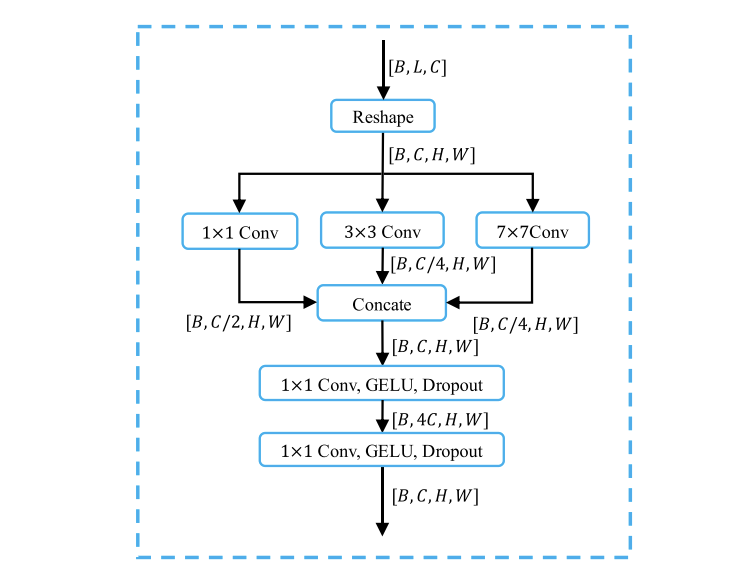 [B, L, C]
Reshape
[B, C, H, W]
1×1 Conv
3×3 Conv
7×7Conv
[B, C/4, H, W]
Concate
[B, C/2, H, W]
[B, C/4, H, W]
[B, C, H, W]
1×1 Conv, GELU, Dropout
[B, 4C, H, W]
1×1 Conv, GELU, Dropout
[B, C, H, W]